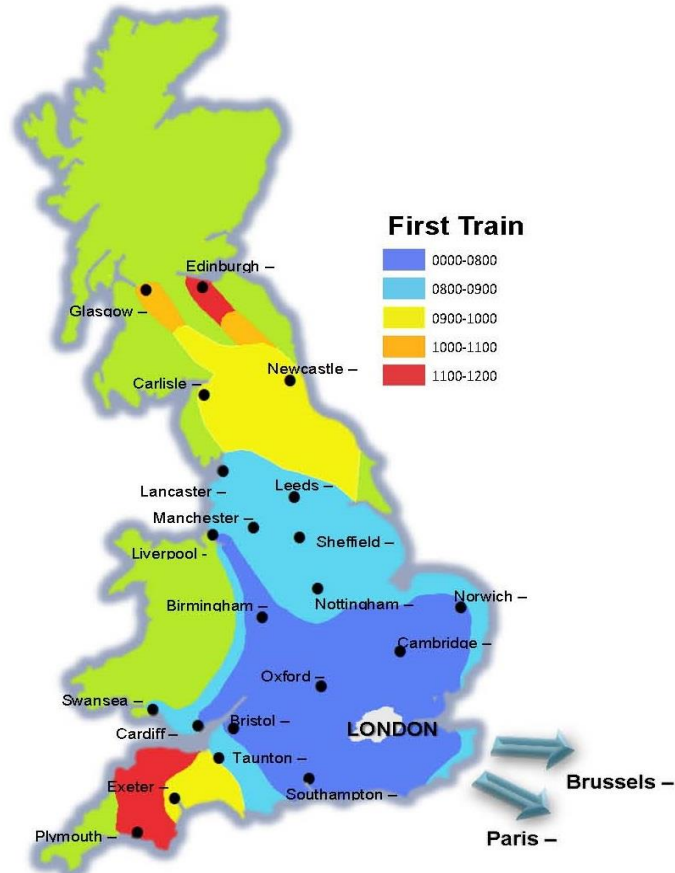 First Train
0000-0800
0800-0900
0900-1000
1000-1100
1100-1200
Edinburgh –
Glasgow –
Newcastle –
Carlisle –
Leeds –
Lancaster –
Manchester –
Sheffield –
Liverpool -
Birmingham –
Nottingham –
Norwich –
Cambridge –
Oxford –
Swansea –
Bristol –
LONDON
Cardiff –
Taunton –
Brussels –
Exeter –
Southampton –
Plymouth –
Paris –